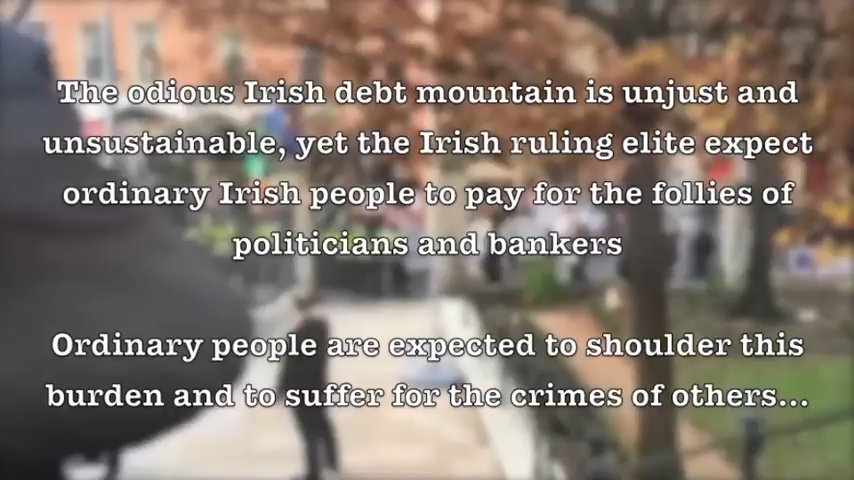 The odious Irish debt mountain is unjust and
unsustainable, yet the Irish ruling elite expect
ordinary Irish people to pay for the follies of
politicians and bankers
Ordinary people are expected to shoulder this
burden and to suffer for the crimes of others...